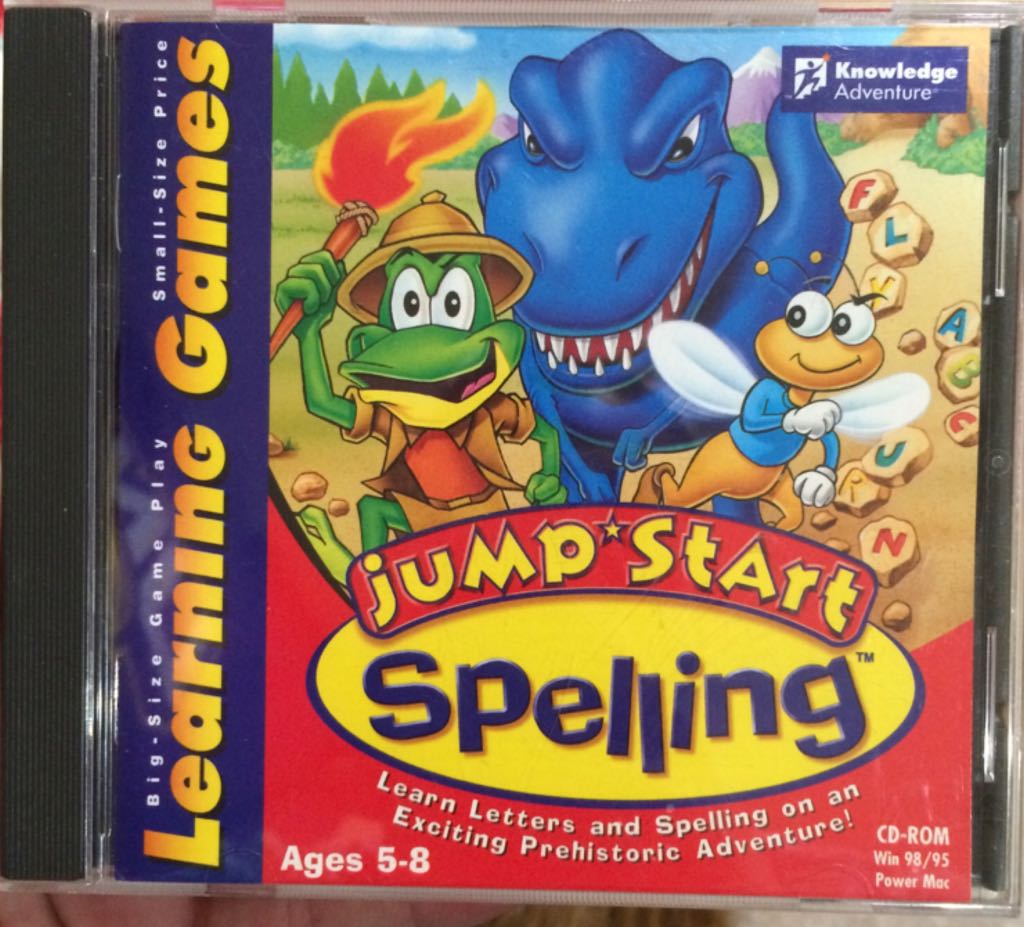 Big-Size Game Play Small-Size Price
Learning Games
Knowledge
Adventure®
F
L
Y
A
B
C
J
U
N
JumpStart
Spelling™
Learn Letters and Spelling on an
Exciting Prehistoric Adventure!
Ages 5-8
CD-ROM
Win 98/95
Power Mac